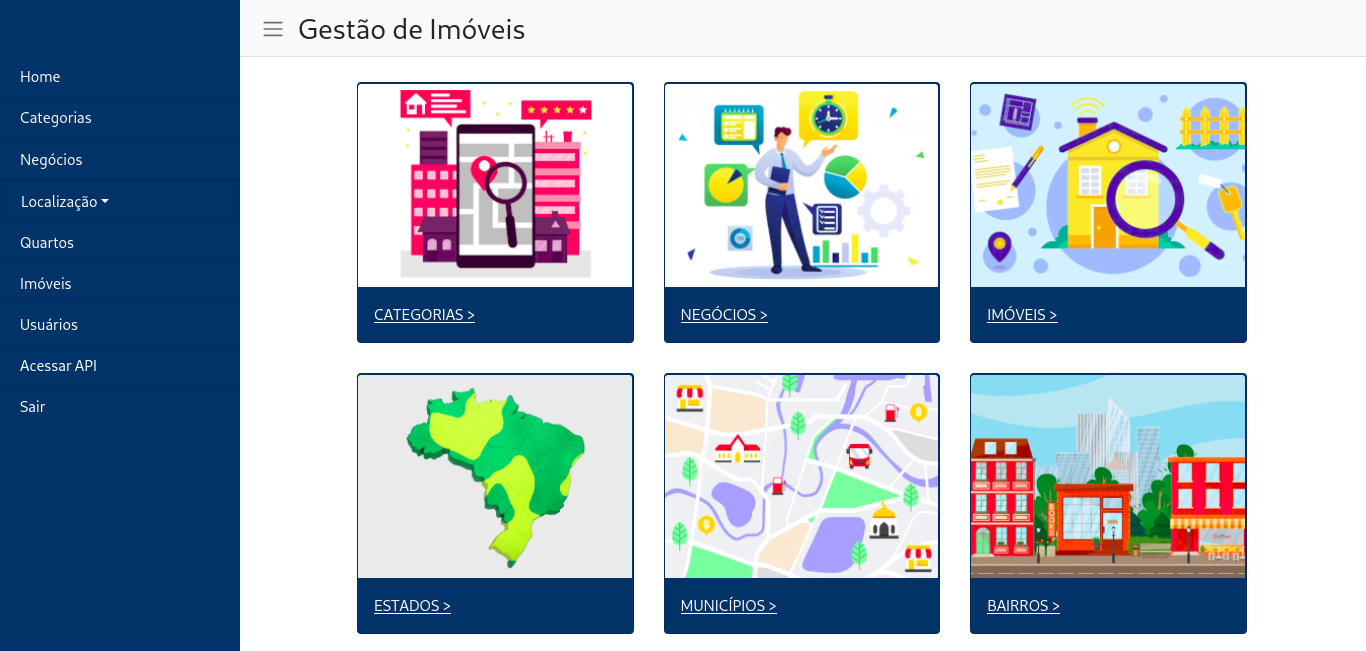 Gestão de Imóveis
Home
Categorias
Negócios
Localização
Quartos
Imóveis
Usuários
Acessar API
Sair
CATEGORIAS >
NEGÓCIOS >
IMÓVEIS >
Coffee
ESTADOS >
MUNICÍPIOS >
BAIRROS >